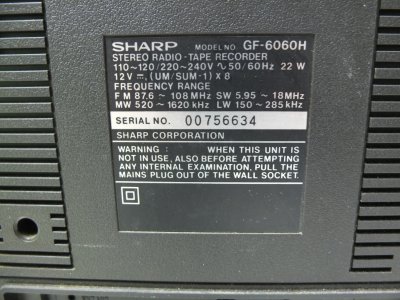 SHARP MODEL NO GF-6060H
STEREO RADIO-TAPE RECORDER
110~120/220~240V ∿ 50/60Hz 22 W
12V ⎓ (UM/SUM-1) X 8
FREQUENCY RANGE
FM 87.6 ~ 108 MHz SW 5.95 ~ 18MHz
MW 520 ~ 1620 kHz LW 150 ~ 285 kHz
SERIAL NO. 00756634
SHARP CORPORATION
WARNING : WHEN THIS UNIT IS
NOT IN USE, ALSO BEFORE ATTEMPTING
ANY INTERNAL EXAMINATION, PULL THE
MAINS PLUG OUT OF THE WALL SOCKET.